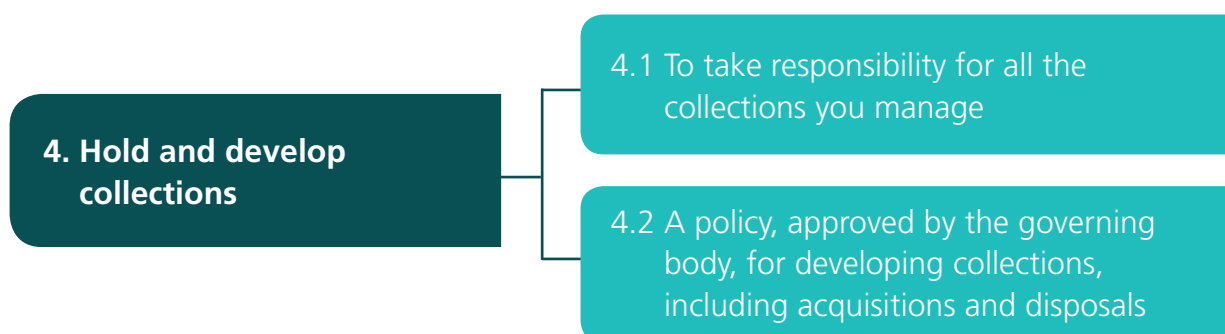 4. Hold and develop
collections
4.1 To take responsibility for all the
collections you manage
4.2 A policy, approved by the governing
body, for developing collections,
including acquisitions and disposals